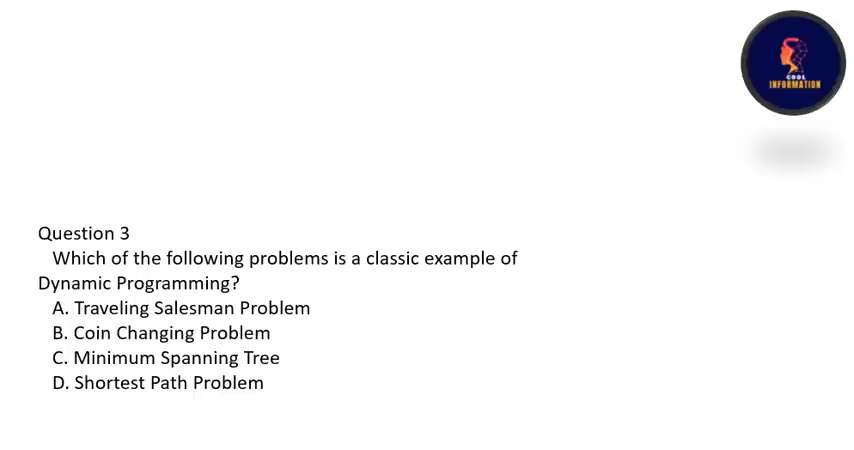 COOL
INFORMATION
Question 3
Which of the following problems is a classic example of
Dynamic Programming?
A. Traveling Salesman Problem
B. Coin Changing Problem
C. Minimum Spanning Tree
D. Shortest Path Problem